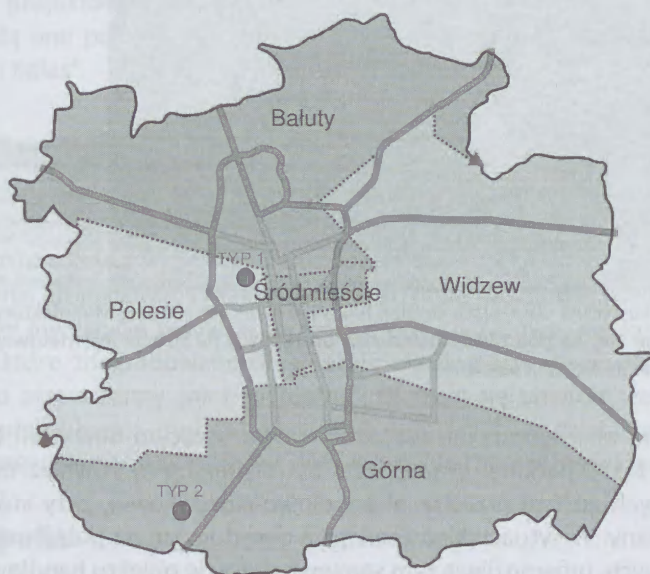 Bałuty
TYP 1
Śródmieście
Widzew
Polesie
Górna
TYP 2